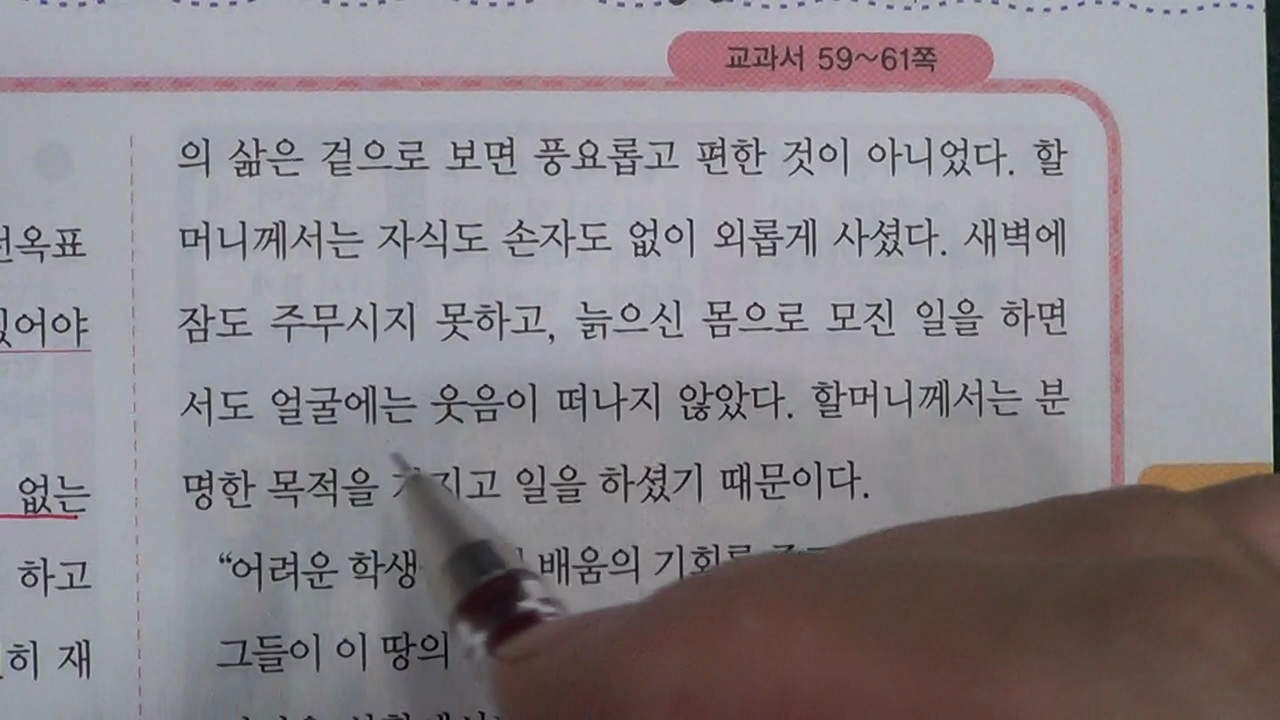 교과서 59~61쪽
전옥표
있어야
없는
하고
히 재
의 삶은 겉으로 보면 풍요롭고 편한 것이 아니었다. 할
머니께서는 자식도 손자도 없이 외롭게 사셨다. 새벽에
잠도 주무시지 못하고, 늙으신 몸으로 모진 일을 하면
서도 얼굴에는 웃음이 떠나지 않았다. 할머니께서는 분
명한 목적을 가지고 일을 하셨기 때문이다.
“어려운 학생 배움의 기회를
그들이 이 땅의